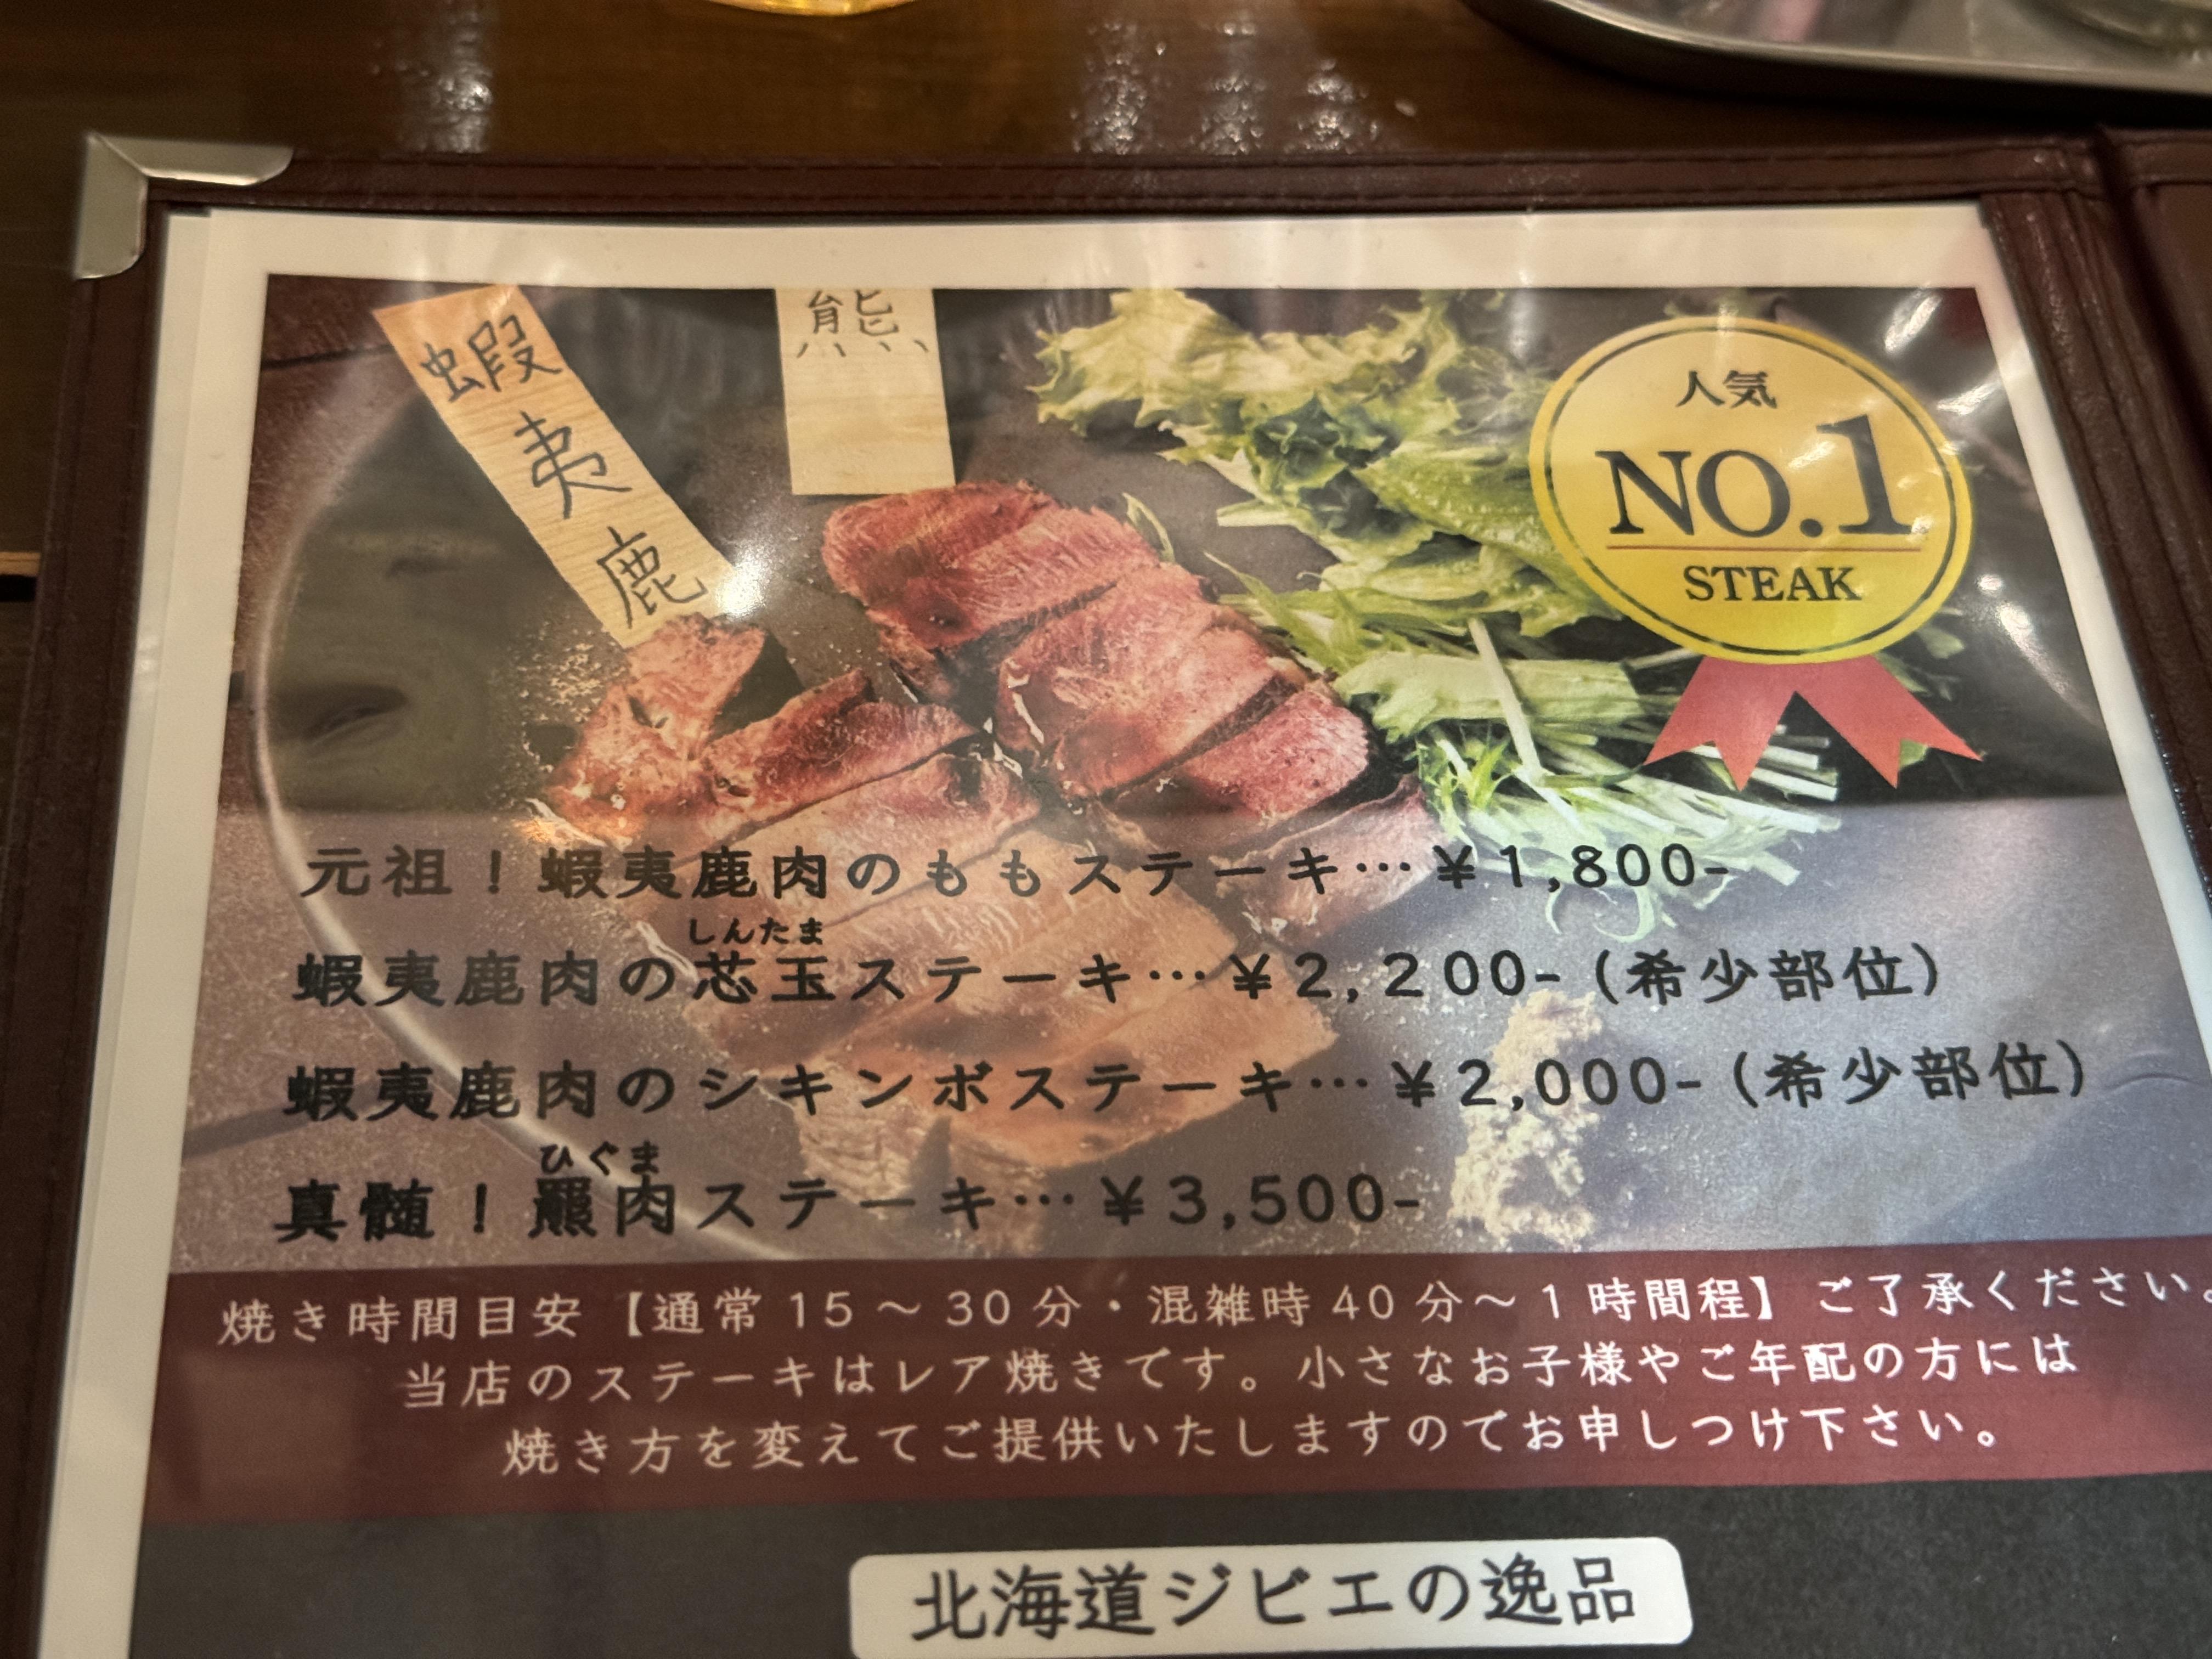 蝦夷鹿
熊
人気
NO.1
STEAK
元祖！蝦夷鹿肉のももステーキ…¥1,800-
しんたま
蝦夷鹿肉の芯玉ステーキ…¥2,200-（希少部位）
蝦夷鹿肉のシキンボステーキ…¥2,000-（希少部位）
ひぐま
真髄！羆肉ステーキ…¥3,500-
焼き時間目安【通常15～30分・混雑時40分～1時間程】ご了承ください。
当店のステーキはレア焼きです。小さなお子様やご年配の方には
焼き方を変えてご提供いたしますのでお申しつけ下さい。
北海道ジビエの逸品